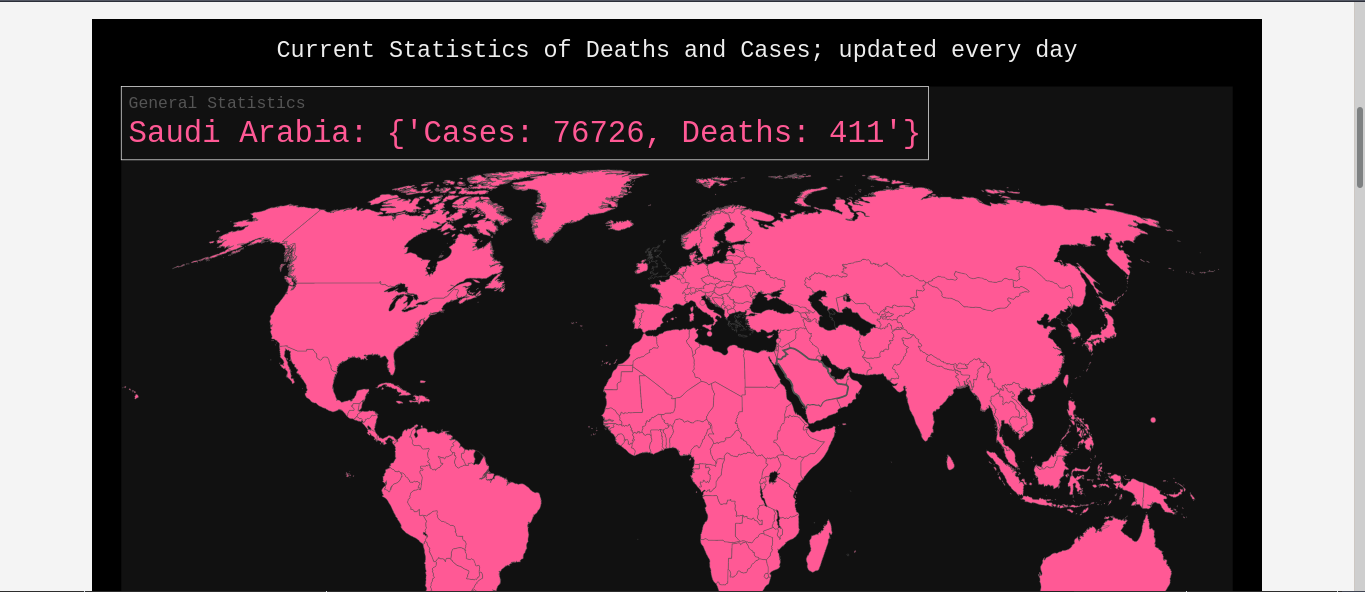 Current Statistics of Deaths and Cases; updated every day
General Statistics
Saudi Arabia: {'Cases: 76726, Deaths: 411'}